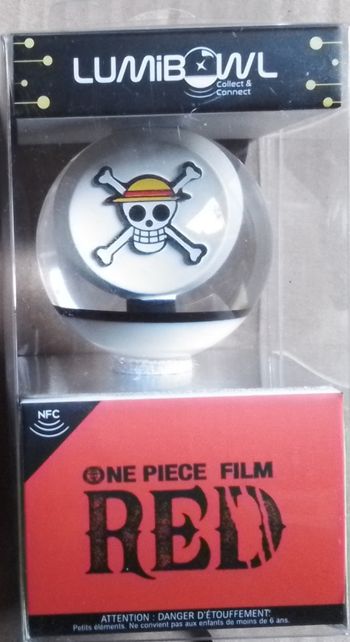 LUMiBOWL
Collect &
Connect
NFC
ONE PIECE FILM
RED
ATTENTION : DANGER D'ÉTOUFFEMENT.
Petits éléments. Ne convient pas aux enfants de moins de 6 ans.